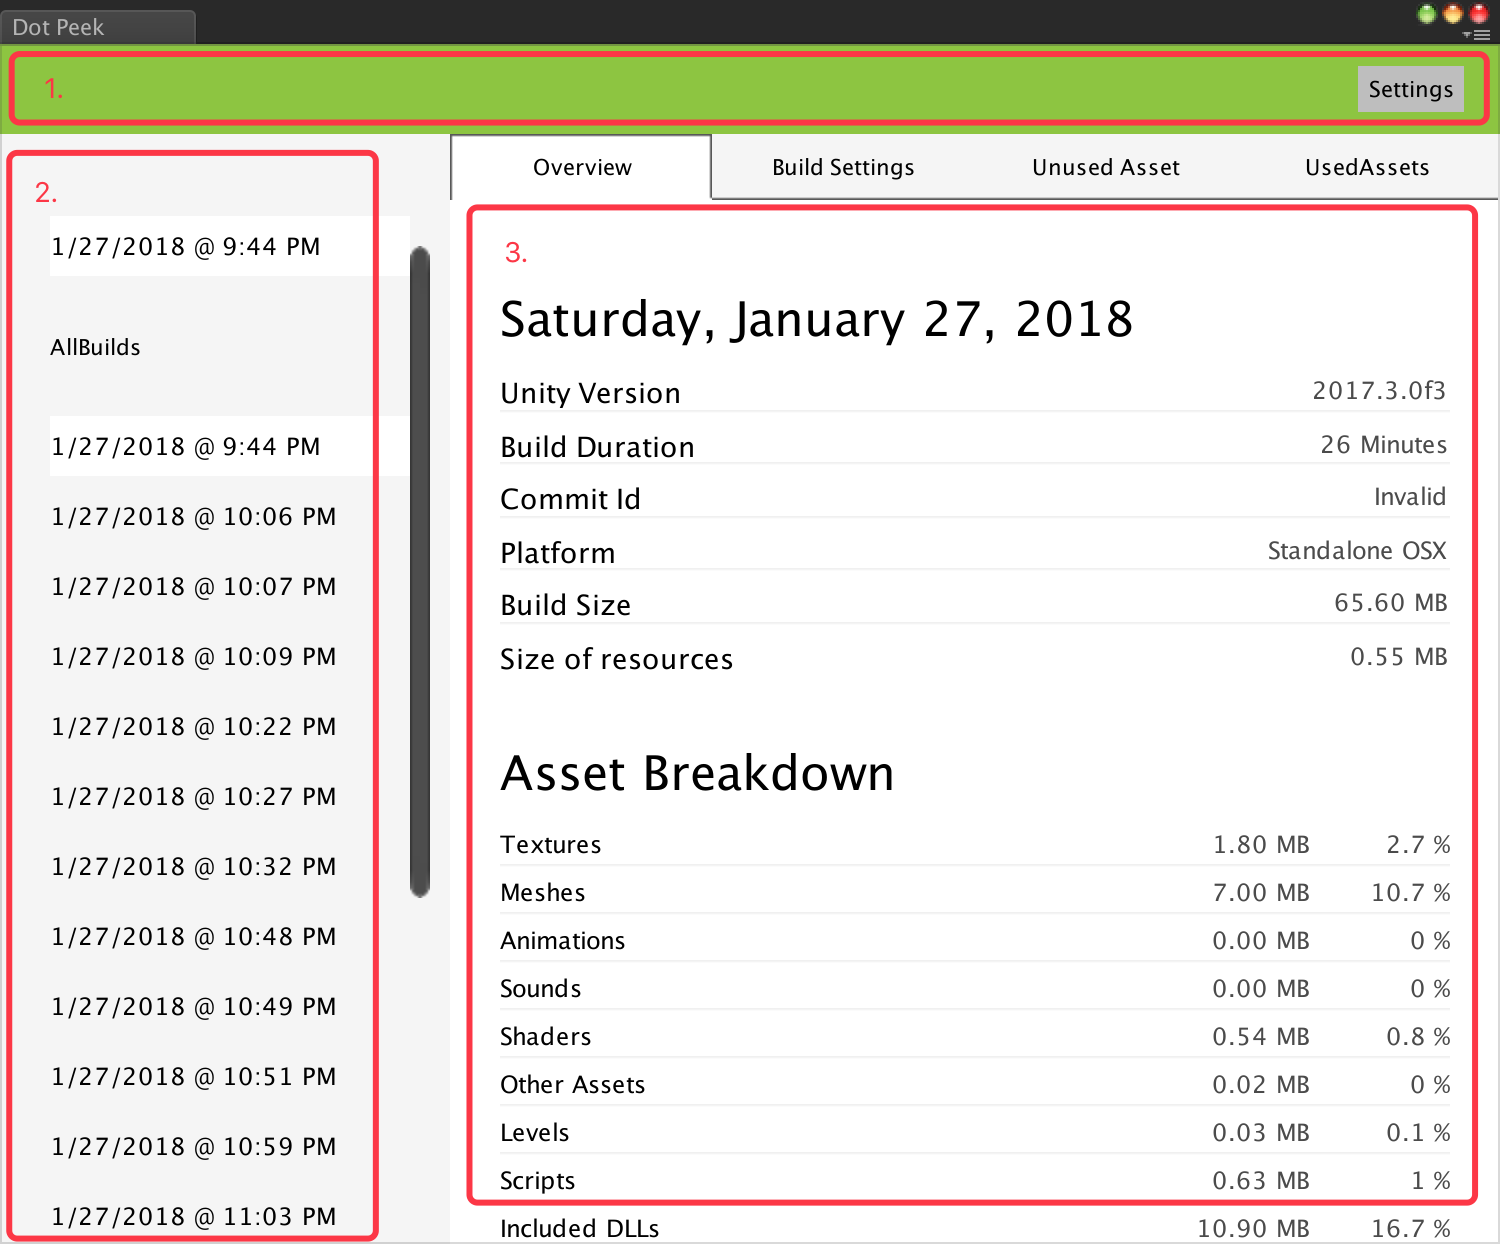 Dot Peek
1.
Settings
2.
1/27/2018 @ 9:44 PM
AllBuilds
1/27/2018 @ 9:44 PM
1/27/2018 @ 10:06 PM
1/27/2018 @ 10:07 PM
1/27/2018 @ 10:09 PM
1/27/2018 @ 10:22 PM
1/27/2018 @ 10:27 PM
1/27/2018 @ 10:32 PM
1/27/2018 @ 10:48 PM
1/27/2018 @ 10:49 PM
1/27/2018 @ 10:51 PM
1/27/2018 @ 10:59 PM
1/27/2018 @ 11:03 PM
Overview Build Settings Unused Asset UsedAssets
3.
Saturday, January 27, 2018
Unity Version 2017.3.0f3
Build Duration 26 Minutes
Commit Id Invalid
Platform Standalone OSX
Build Size 65.60 MB
Size of resources 0.55 MB
Asset Breakdown
Textures 1.80 MB 2.7 %
Meshes 7.00 MB 10.7 %
Animations 0.00 MB 0 %
Sounds 0.00 MB 0 %
Shaders 0.54 MB 0.8 %
Other Assets 0.02 MB 0 %
Levels 0.03 MB 0.1 %
Scripts 0.63 MB 1 %
Included DLLs 10.90 MB 16.7 %